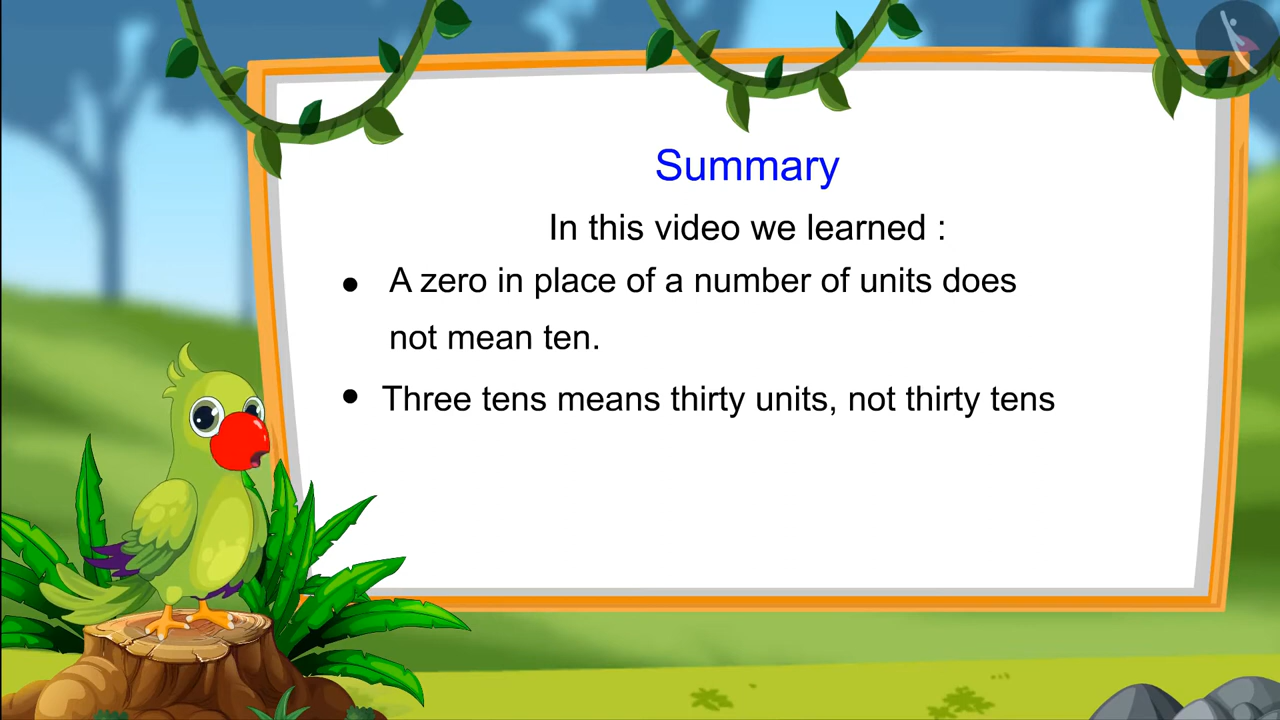 Summary
In this video we learned :
• A zero in place of a number of units does
not mean ten.
• Three tens means thirty units, not thirty tens